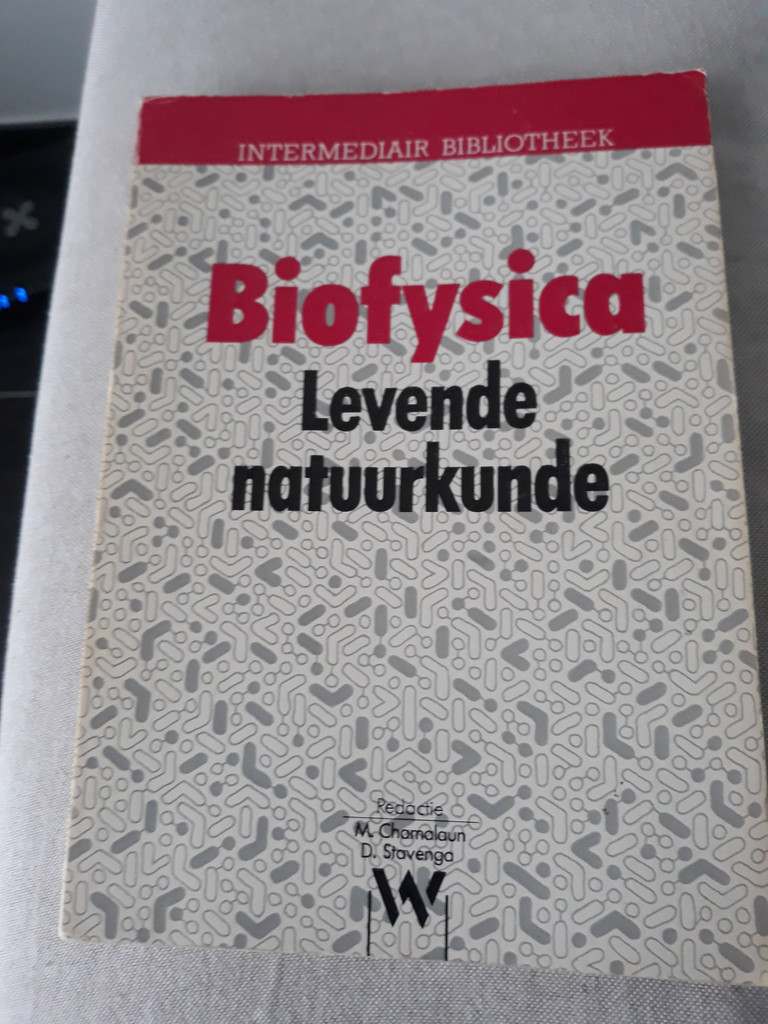 INTERMEDIAIR BIBLIOTHEEK
Biofysica
Levende
natuurkunde
Redactie
M. Chamalaun
D. Stavenga
W